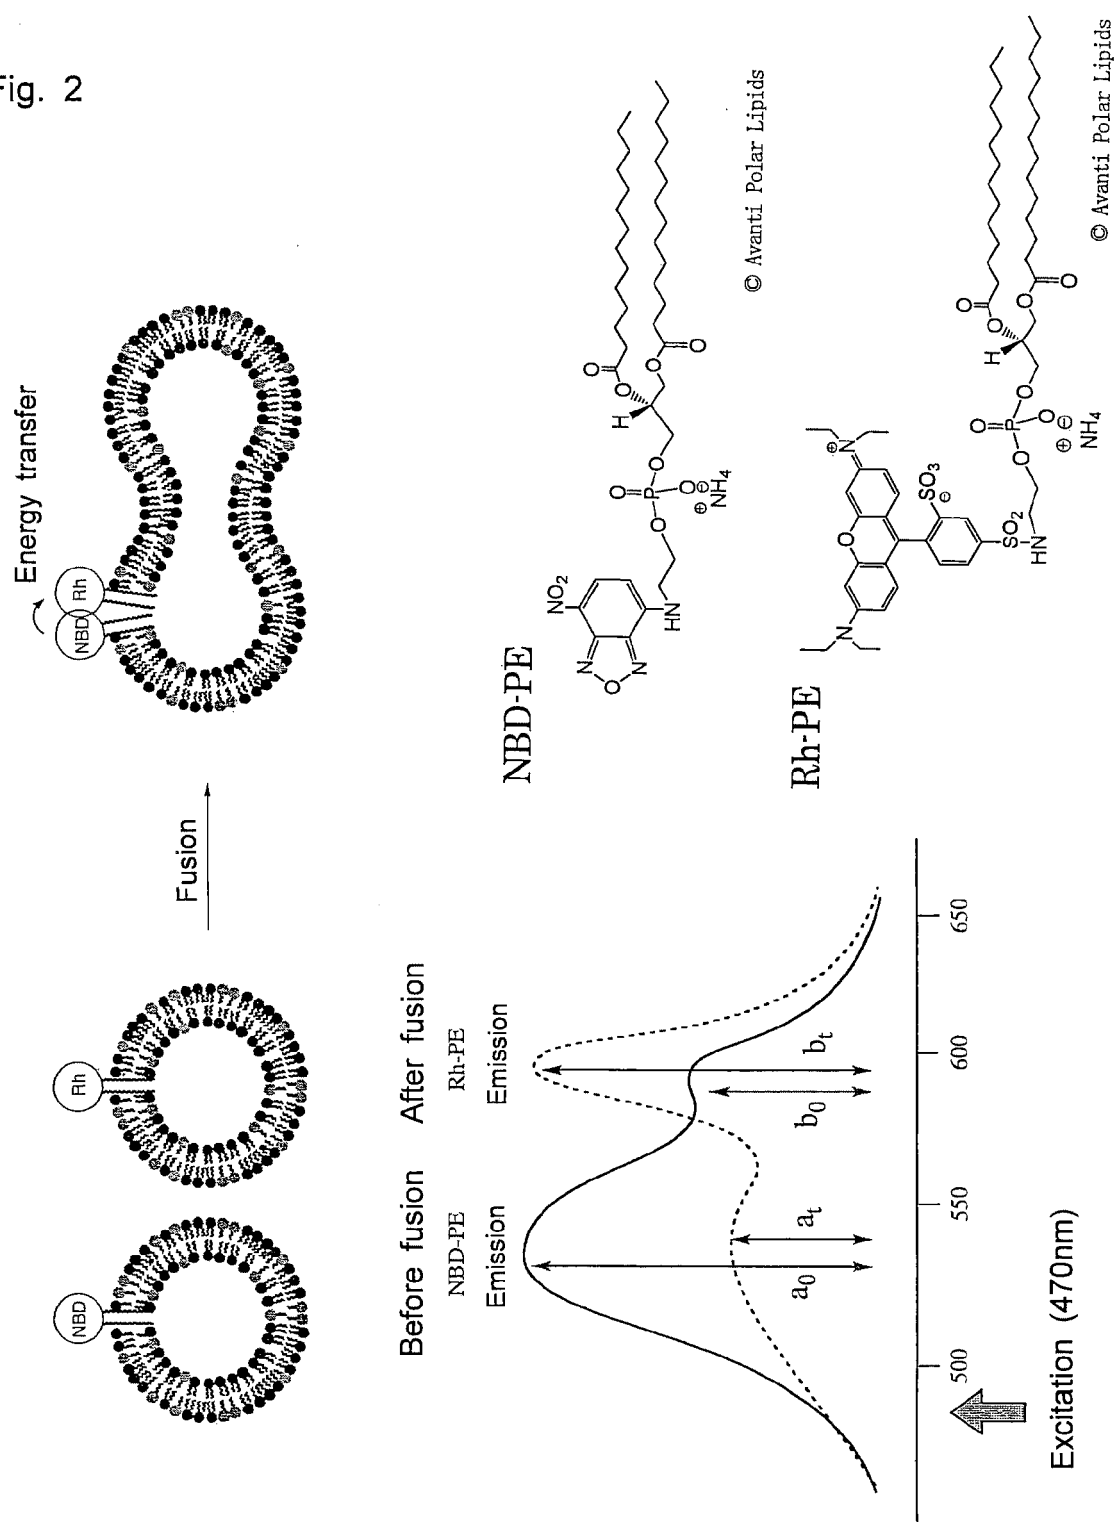 Fig. 2
NBD
Rh
Fusion
NBD
Rh
Energy transfer
Before fusion
After fusion
NBD-PE
Rh-PE
Emission
Emission
a0
at
b0
bt
500
550
600
650
Excitation (470nm)
NBD-PE
NO2
N
O
N
HN
O
O
P
O
O
⊖
⊕
NH4
H
O
O
O
O
© Avanti Polar Lipids
Rh-PE
N
O
N
⊕
SO3
⊖
SO2
HN
O
O
P
O
O
⊖
⊕
NH4
H
O
O
O
O
© Avanti Polar Lipids